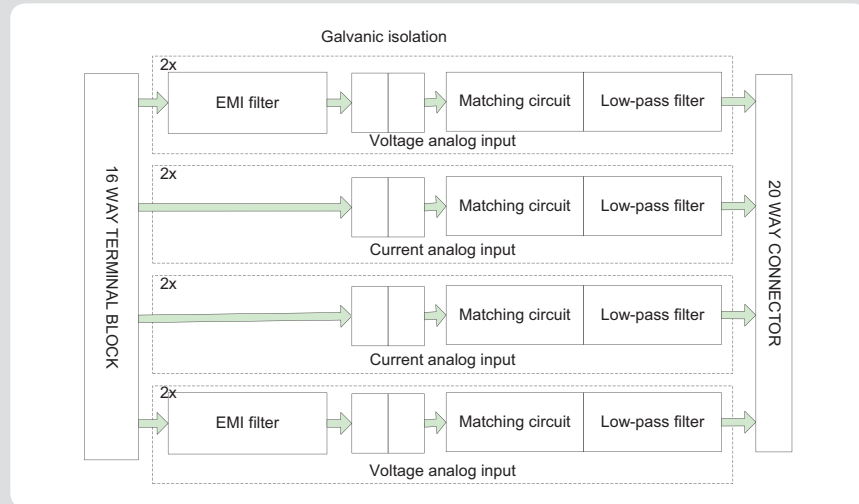 Galvanic isolation
16 WAY TERMINAL BLOCK
2x
EMI filter
Matching circuit
Low-pass filter
Voltage analog input
2x
Matching circuit
Low-pass filter
Current analog input
2x
Matching circuit
Low-pass filter
Current analog input
2x
EMI filter
Matching circuit
Low-pass filter
Voltage analog input
20 WAY CONNECTOR